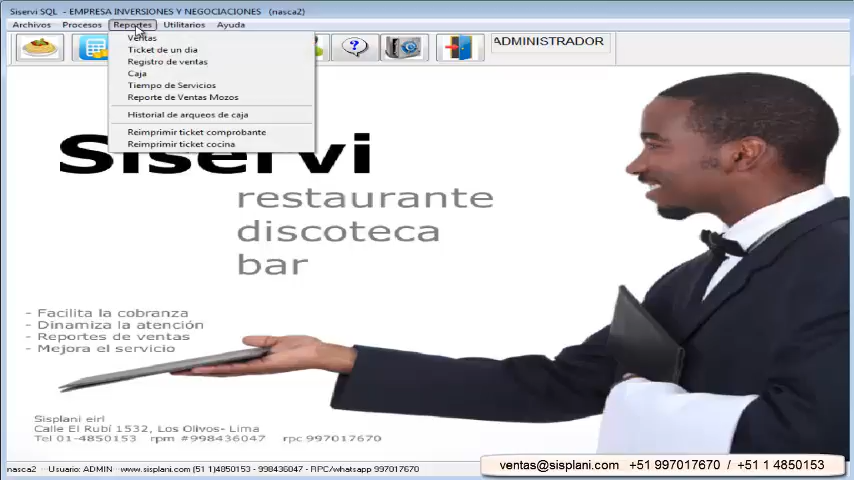 Siservi SQL - EMPRESA INVERSIONES Y NEGOCIACIONES (nasca2)
Archivos Procesos Reportes Utilitarios Ayuda
ADMINISTRADOR
Ventas
Ticket de un dia
Registro de ventas
Caja
Tiempo de Servicios
Reporte de Ventas Mozos
Historial de arqueos de caja
Reimprimir ticket comprobante
Reimprimir ticket cocina
Siservi
restaurante
discoteca
bar
- Facilita la cobranza
- Dinamiza la atención
- Reportes de ventas
- Mejora el servicio
Sisplani eirl
Calle El Rubí 1532, Los Olivos- Lima
Tel 01-4850153 rpm #998436047 rpc 997017670
nasca2 Usuario: ADMIN www.sisplani.com (51 1)4850153 - 998436047 - RPC/whatsapp 997017670
ventas@sisplani.com +51 997017670 / +51 1 4850153